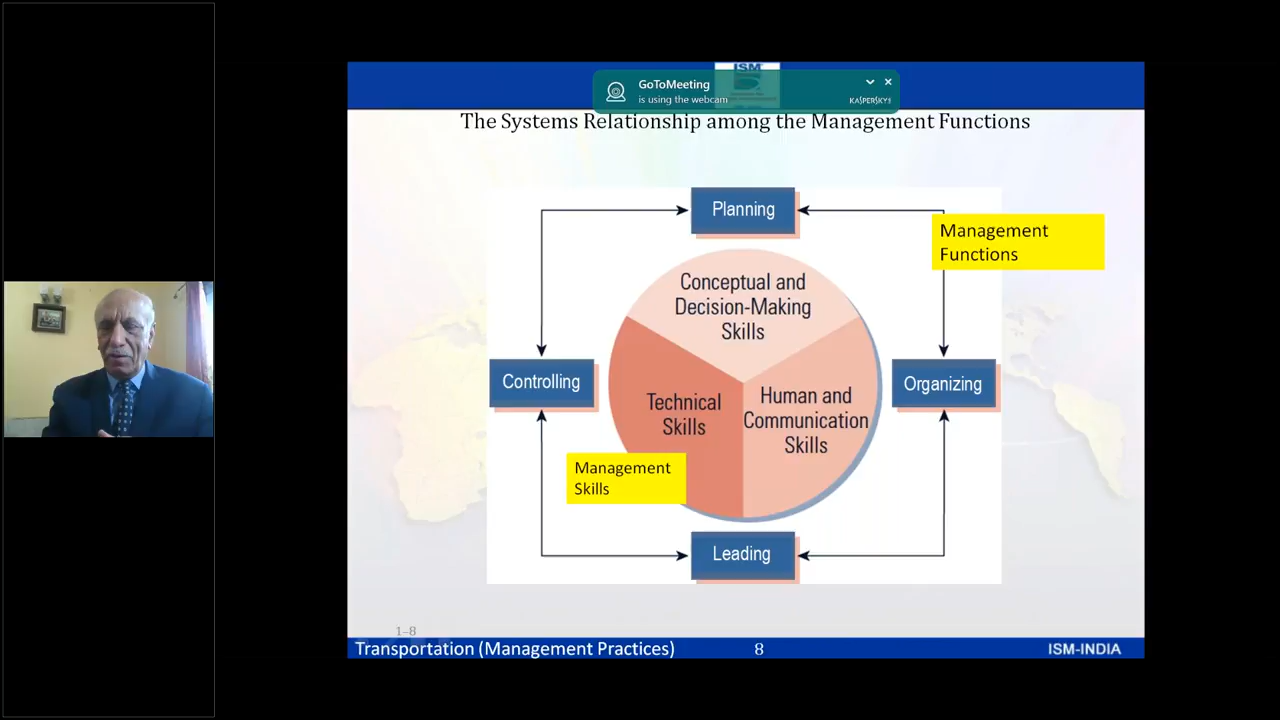 ISM
GoToMeeting
is using the webcam
KASPERSKY
The Systems Relationship among the Management Functions
Planning
Management
Functions
Conceptual and
Decision-Making
Skills
Controlling
Organizing
Technical
Skills
Human and
Communication
Skills
Management
Skills
Leading
1–8
Transportation (Management Practices)
8
ISM-INDIA